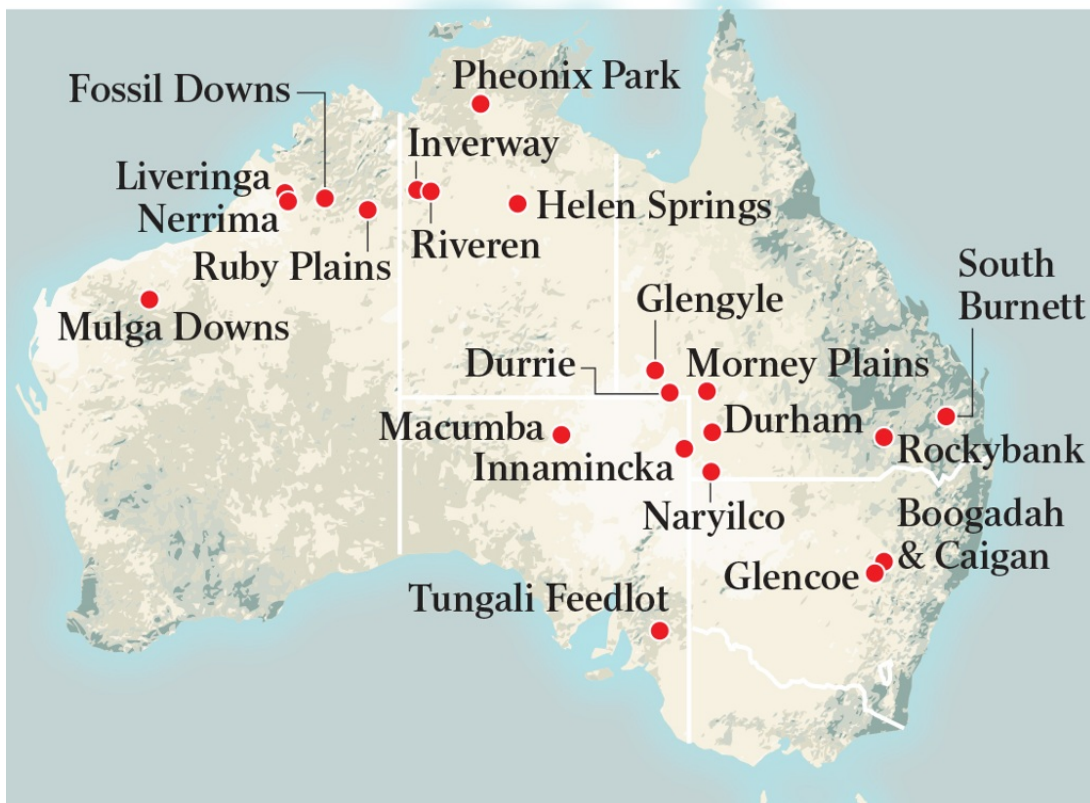 Pheonix Park
Fossil Downs
Inverway
Liveringa
Nerrima
Helen Springs
Riveren
Ruby Plains
South
Burnett
Glengyle
Mulga Downs
Durrie
Morney Plains
Durham
Macumba
Rockybank
Innamincka
Naryilco
Boogadah
& Caigan
Glencoe
Tungali Feedlot